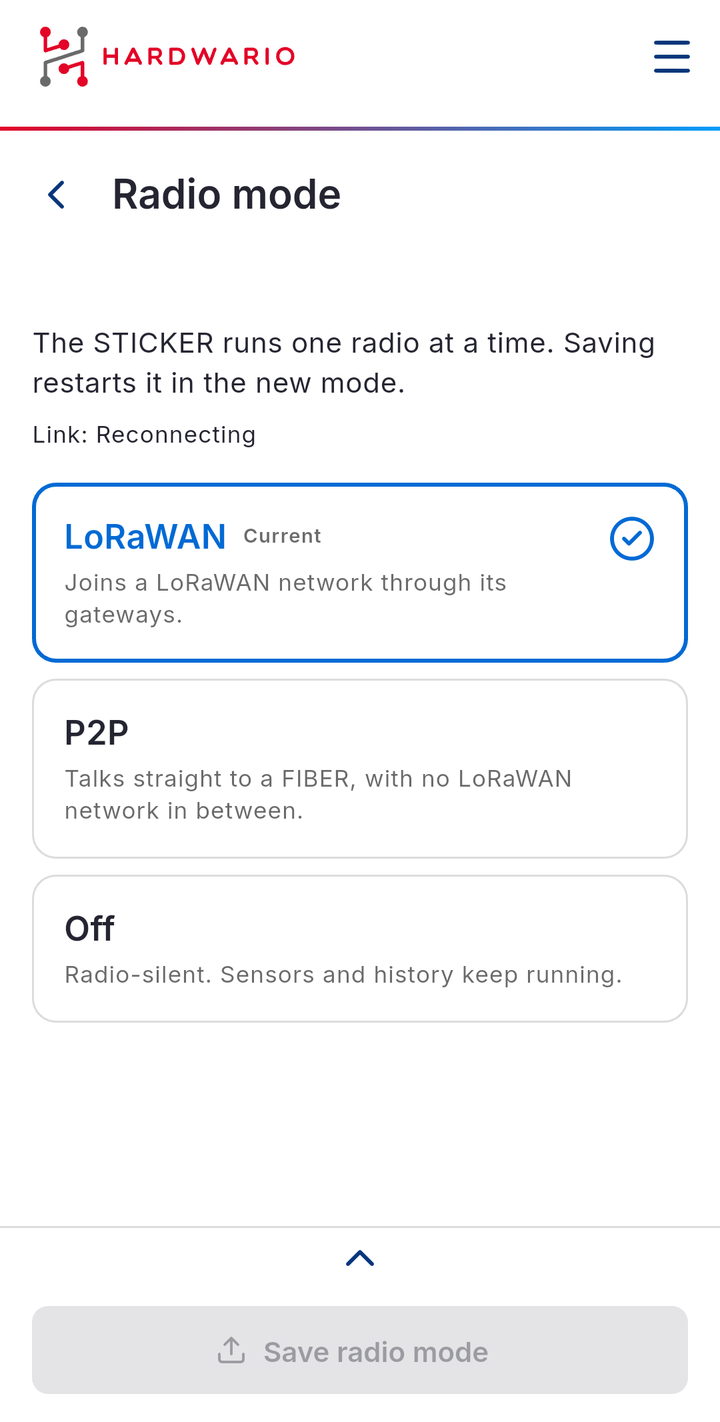 HARDWARIO
Radio mode
The STICKER runs one radio at a time. Saving
restarts it in the new mode.
Link: Reconnecting
LoRaWAN Current
Joins a LoRaWAN network through its
gateways.
P2P
Talks straight to a FIBER, with no LoRaWAN
network in between.
Off
Radio-silent. Sensors and history keep running.
Save radio mode